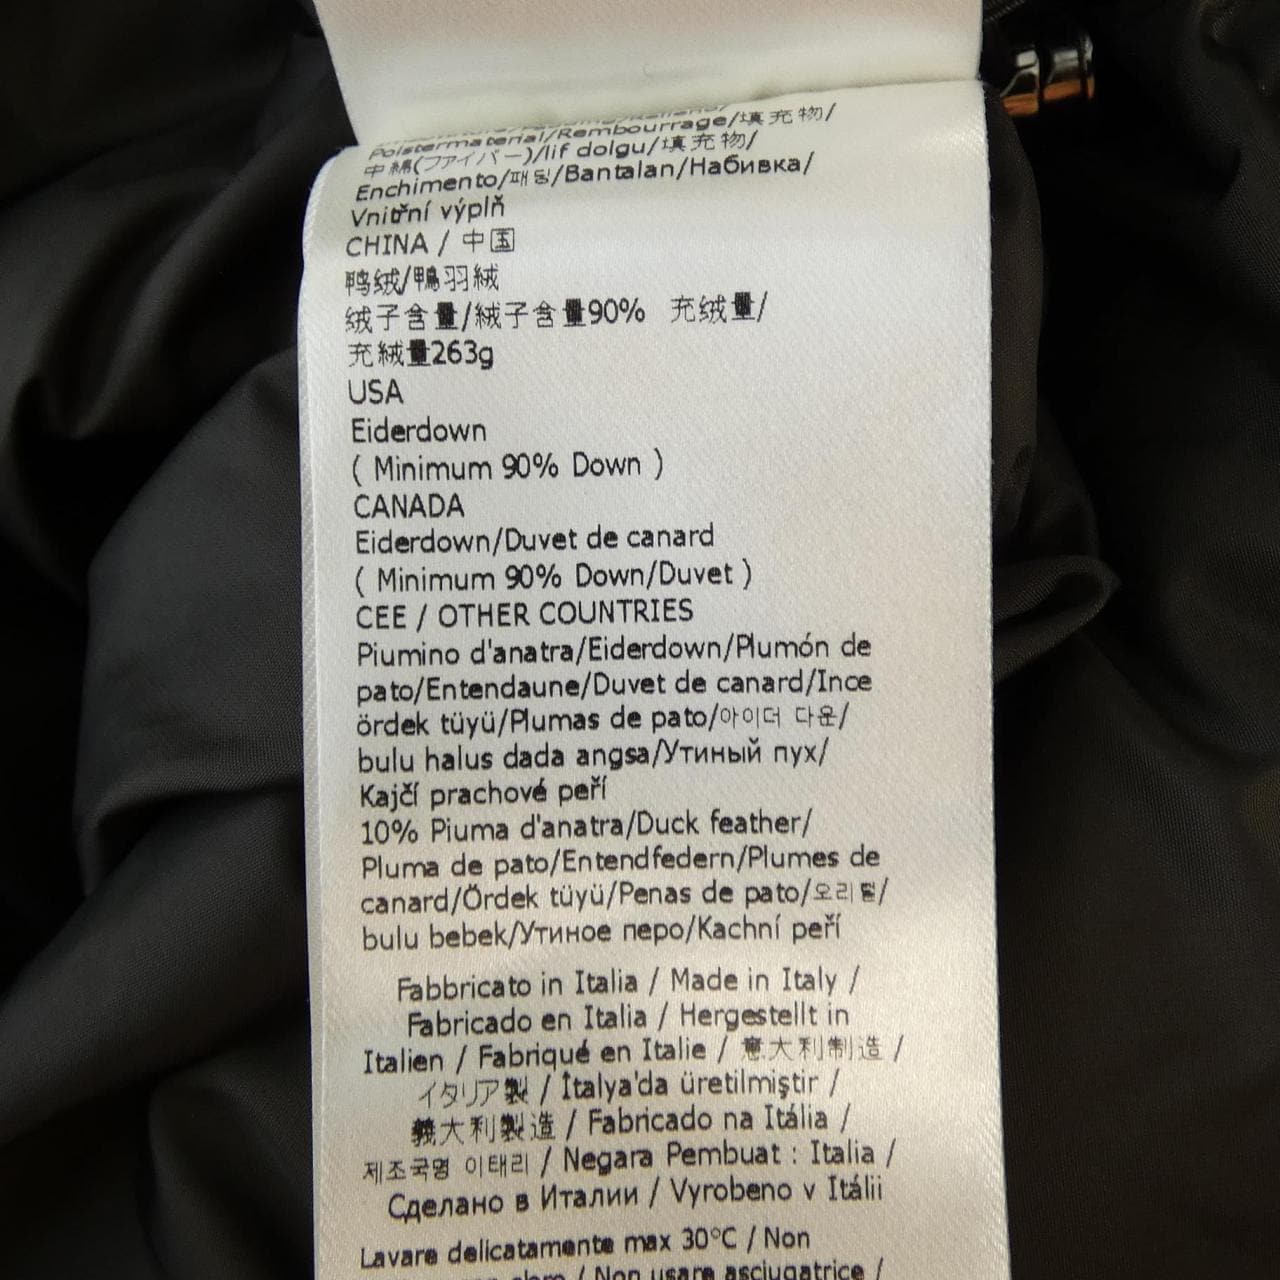 Polstermaterial/Rembourrage/填充物/
中綿(ファイバー)/lif dolgu/填充物/
Enchimento/패딩/Bantalan/Набивка/
Vnitřní výplň
CHINA / 中国
鸭绒/鴨羽絨
绒子含量/絨子含量90% 充绒量/
充絨量263g
USA
Eiderdown
( Minimum 90% Down )
CANADA
Eiderdown/Duvet de canard
( Minimum 90% Down/Duvet )
CEE / OTHER COUNTRIES
Piumino d'anatra/Eiderdown/Plumón de
pato/Entendaune/Duvet de canard/Ince
ördek tüyü/Plumas de pato/아이더 다운/
bulu halus dada angsa/Утиный пух/
Kajčí prachové peří
10% Piuma d'anatra/Duck feather/
Pluma de pato/Entendfedern/Plumes de
canard/Ördek tüyü/Penas de pato/오리털/
bulu bebek/Утиное перо/Kachní peří
Fabbricato in Italia / Made in Italy /
Fabricado en Italia / Hergestellt in
Italien / Fabriqué en Italie / 意大利制造 /
イタリア製 / İtalya'da üretilmiştir /
義大利製造 / Fabricado na Itália /
제조국명 이태리 / Negara Pembuat : Italia /
Сделано в Италии / Vyrobeno v Itálii
Lavare delicatamente max 30°C / Non
/ Non usare asciugatrice /